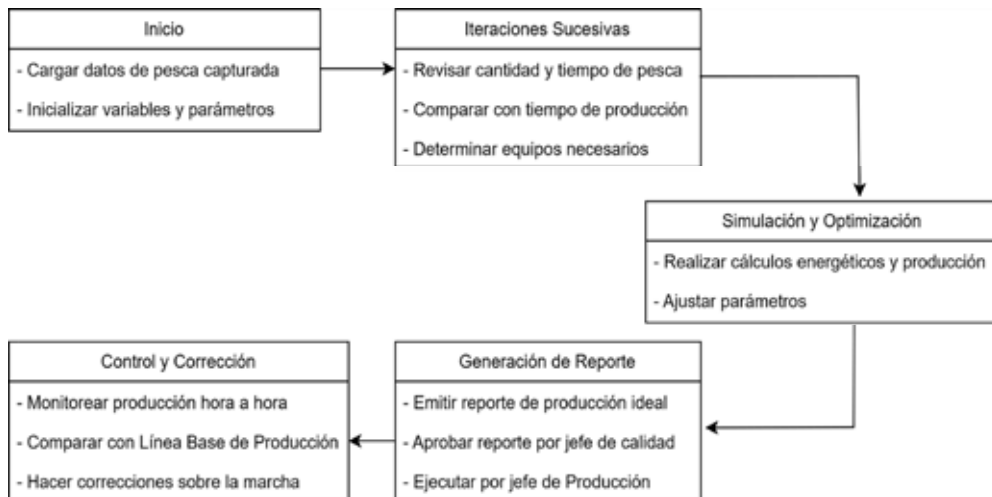 Inicio
- Cargar datos de pesca capturada
- Inicializar variables y parámetros
Iteraciones Sucesivas
- Revisar cantidad y tiempo de pesca
- Comparar con tiempo de producción
- Determinar equipos necesarios
Simulación y Optimización
- Realizar cálculos energéticos y producción
- Ajustar parámetros
Generación de Reporte
- Emitir reporte de producción ideal
- Aprobar reporte por jefe de calidad
- Ejecutar por jefe de Producción
Control y Corrección
- Monitorear producción hora a hora
- Comparar con Línea Base de Producción
- Hacer correcciones sobre la marcha